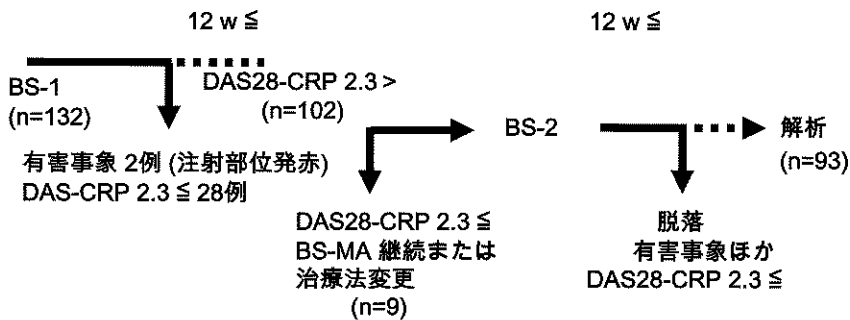 12 w ≦
12 w ≦
BS-1
(n=132)
DAS28-CRP 2.3 >
(n=102)
BS-2
解析
(n=93)
有害事象 2例 (注射部位発赤)
DAS-CRP 2.3 ≦ 28例
DAS28-CRP 2.3 ≦
BS-MA 継続または
治療法変更
(n=9)
脱落
有害事象ほか
DAS28-CRP 2.3 ≦